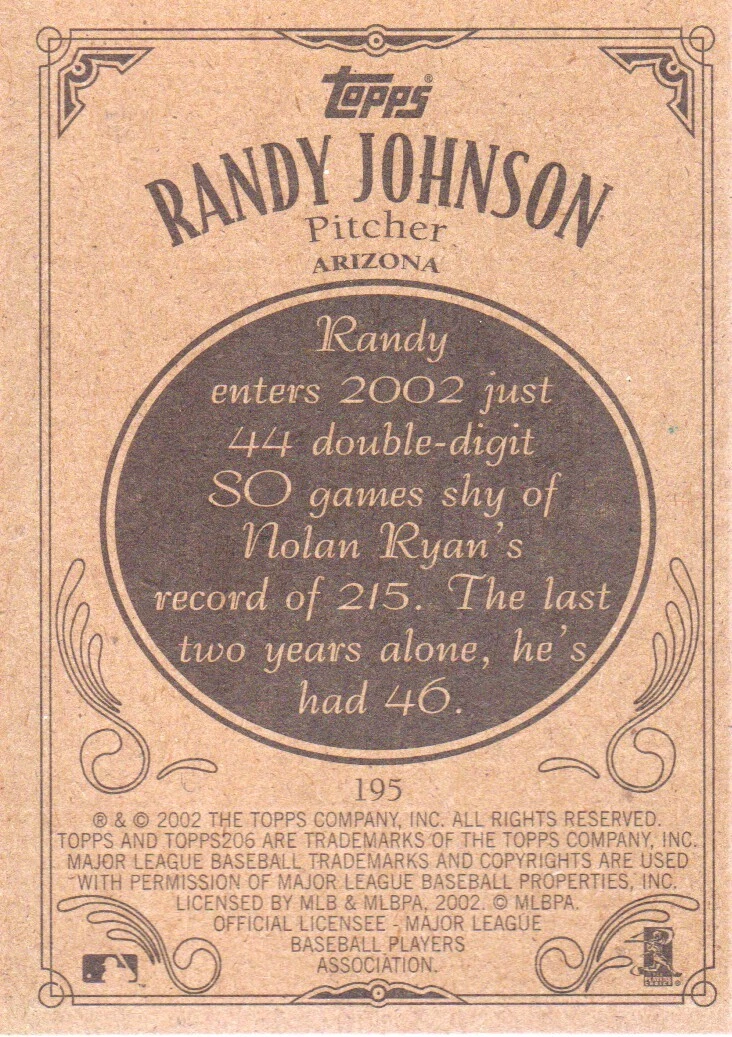 Topps®
RANDY JOHNSON
Pitcher
ARIZONA
Randy
enters 2002 just
44 double-digit
SO games shy of
Nolan Ryan's
record of 215. The last
two years alone, he's
had 46.
195
® & © 2002 THE TOPPS COMPANY, INC. ALL RIGHTS RESERVED.
TOPPS AND TOPPS206 ARE TRADEMARKS OF THE TOPPS COMPANY, INC.
MAJOR LEAGUE BASEBALL TRADEMARKS AND COPYRIGHTS ARE USED
WITH PERMISSION OF MAJOR LEAGUE BASEBALL PROPERTIES, INC.
LICENSED BY MLB & MLBPA, 2002. © MLBPA.
OFFICIAL LICENSEE - MAJOR LEAGUE
BASEBALL PLAYERS
ASSOCIATION.
PLAYERS
CHOICE ®